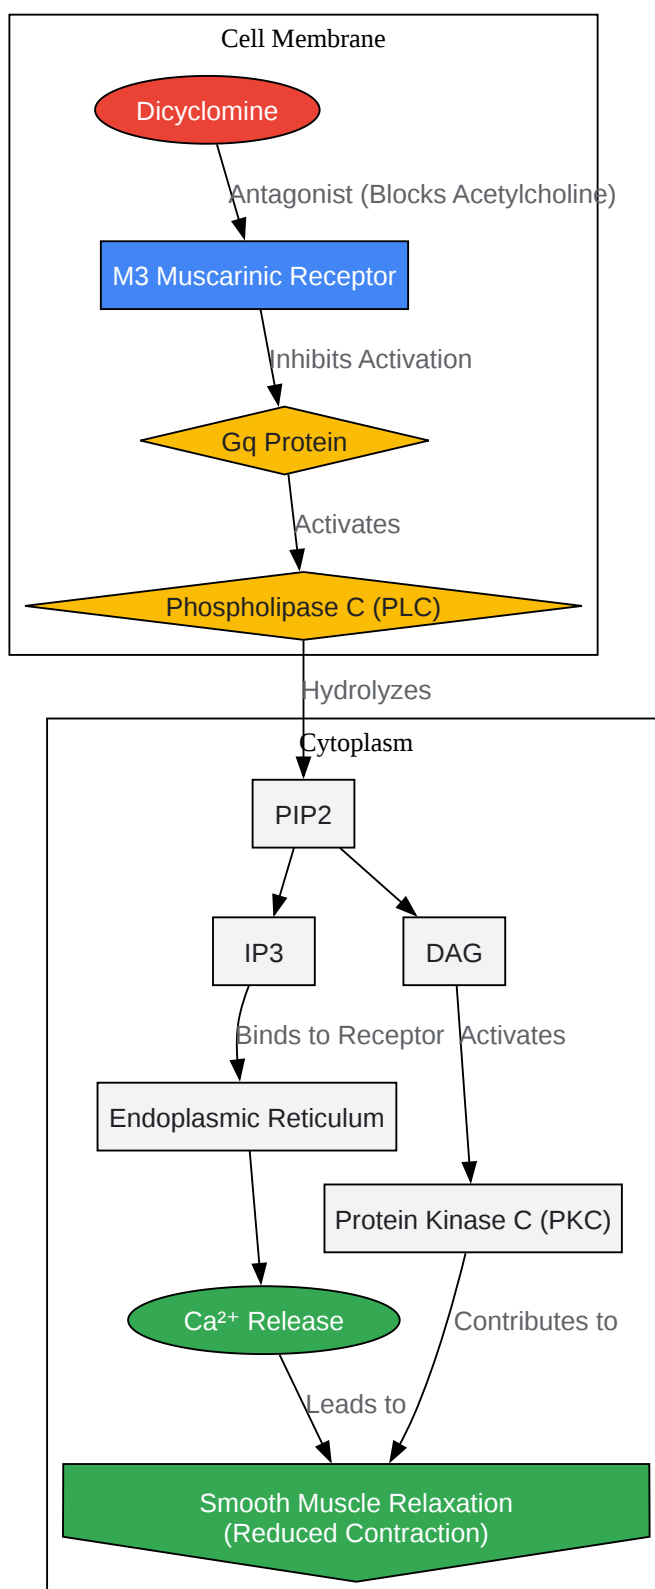 Cell Membrane
Dicyclomine
Antagonist (Blocks Acetylcholine)
M3 Muscarinic Receptor
Inhibits Activation
Gq Protein
Activates
Phospholipase C (PLC)
Hydrolyzes
Cytoplasm
PIP2
IP3
DAG
Binds to Receptor
Activates
Endoplasmic Reticulum
Protein Kinase C (PKC)
Ca²⁺ Release
Contributes to
Leads to
Smooth Muscle Relaxation
(Reduced Contraction)